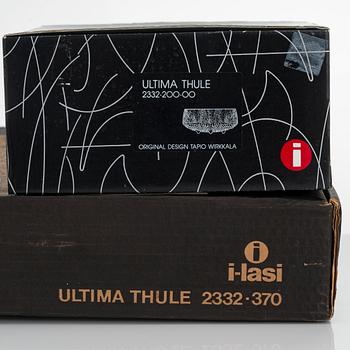 ULTIMA THULE
2332-200-00
ORIGINAL DESIGN TAPIO WIRKKALA
i
i
i-lasi
ULTIMA THULE 2332·370